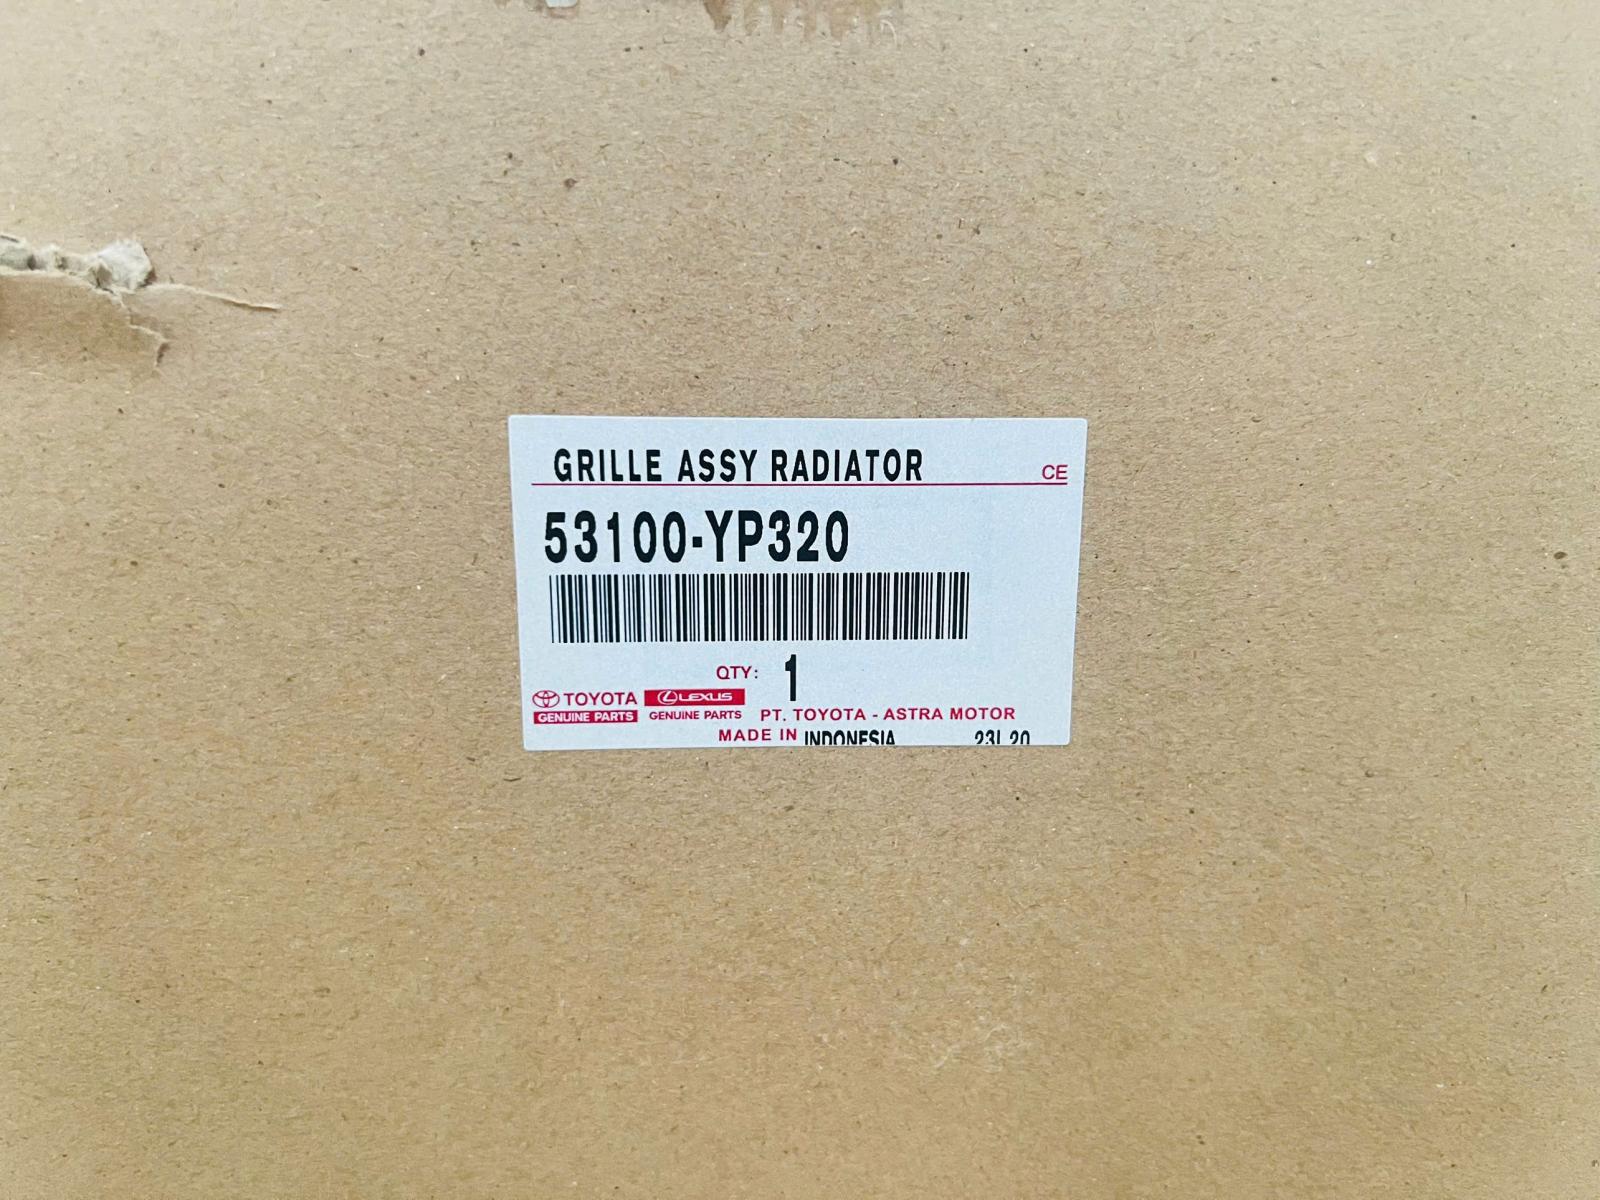 GRILLE ASSY RADIATOR CE
53100-YP320
QTY: 1
TOYOTA LEXUS
GENUINE PARTS GENUINE PARTS PT. TOYOTA - ASTRA MOTOR
MADE IN INDONESIA